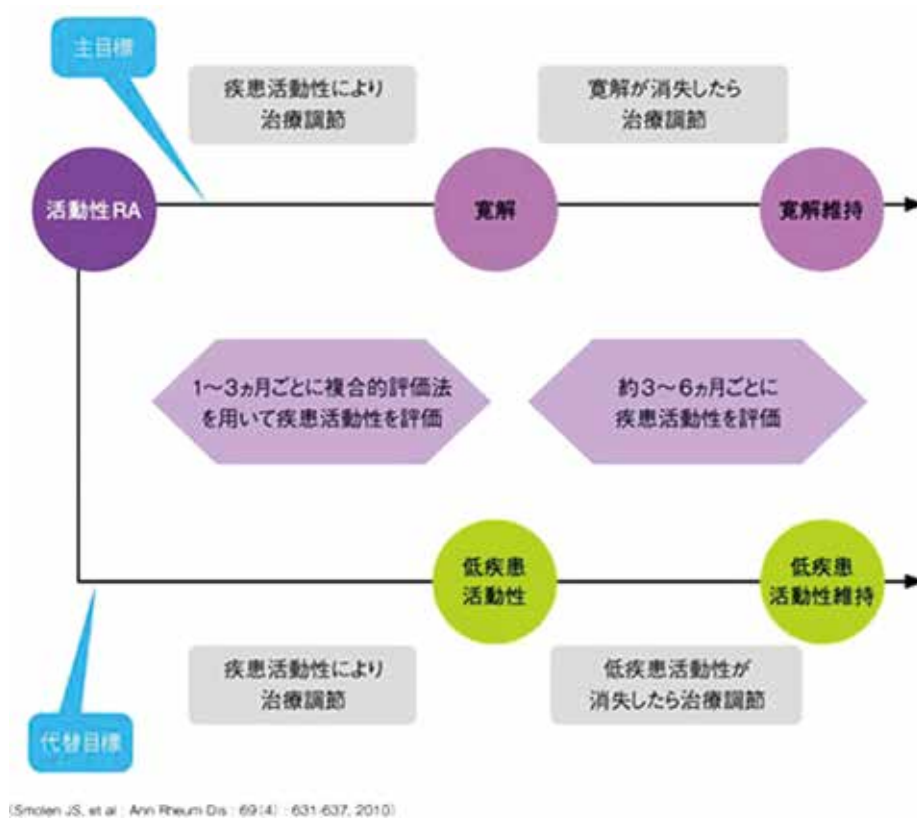 主目標
疾患活動性により
治療調節
寛解が消失したら
治療調節
活動性RA
寛解
寛解維持
1〜3ヵ月ごとに複合的評価法
を用いて疾患活動性を評価
約3〜6ヵ月ごとに
疾患活動性を評価
低疾患
活動性
低疾患
活動性維持
疾患活動性により
治療調節
低疾患活動性が
消失したら治療調節
代替目標
(Smolen JS, et al : Ann Rheum Dis : 69(4) : 631-637, 2010)